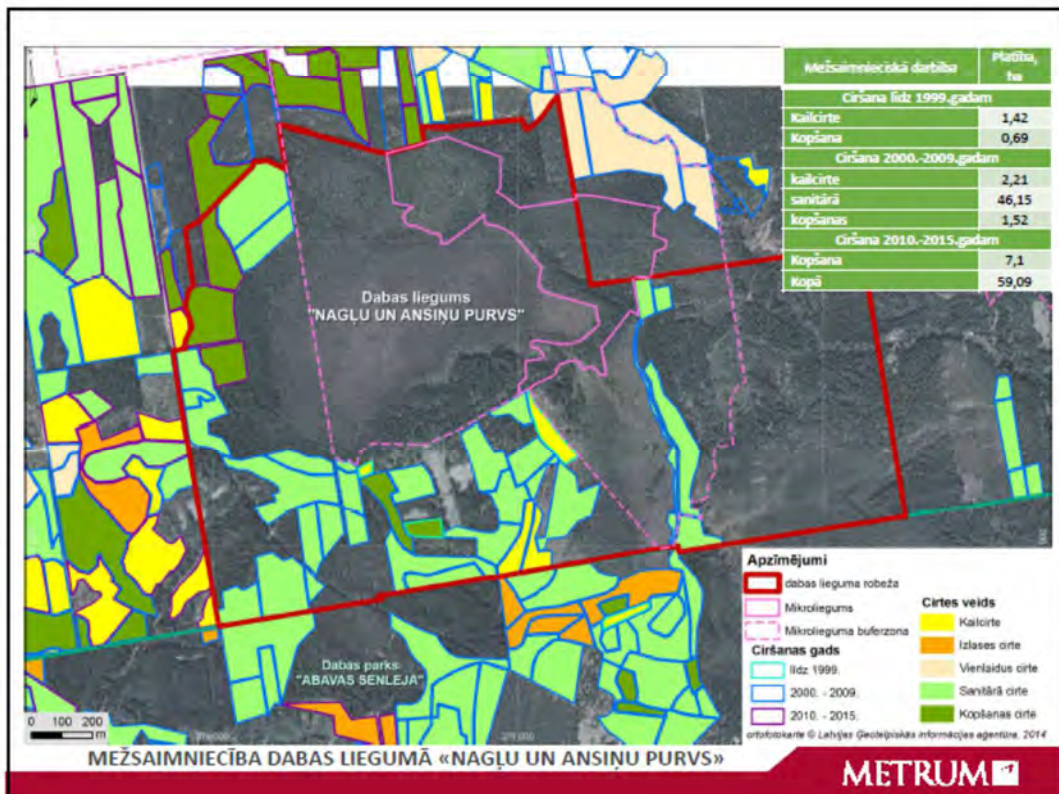 Mežsaimnieciskā darbība Platība, ha
Ciršana līdz 1999.gadam
Kailcirte 1,42
Kopšana 0,69
Ciršana 2000.-2009.gadam
kailcirte 2,21
sanitārā 46,15
kopšanas 1,52
Ciršana 2010.-2015.gadam
Kopšana 7,1
Kopā 59,09
Dabas liegums
"NAGĻU UN ANSIŅU PURVS"
Dabas parks
"ABAVAS SENLEJA"
Apzīmējumi
dabas lieguma robeža
Mikroliegums
Mikrolieguma buferzona
Ciršanas gads
līdz 1999.
2000. - 2009.
2010. - 2015.
Cirtes veids
Kailcirte
Izlases cirte
Vienlaidus cirte
Sanitārā cirte
Kopšanas cirte
0 100 200
m
ortofotokarte © Latvijas Ģeotelpiskās informācijas aģentūra, 2014
MEŽSAIMNIECĪBA DABAS LIEGUMĀ «NAGĻU UN ANSIŅU PURVS»
METRUM